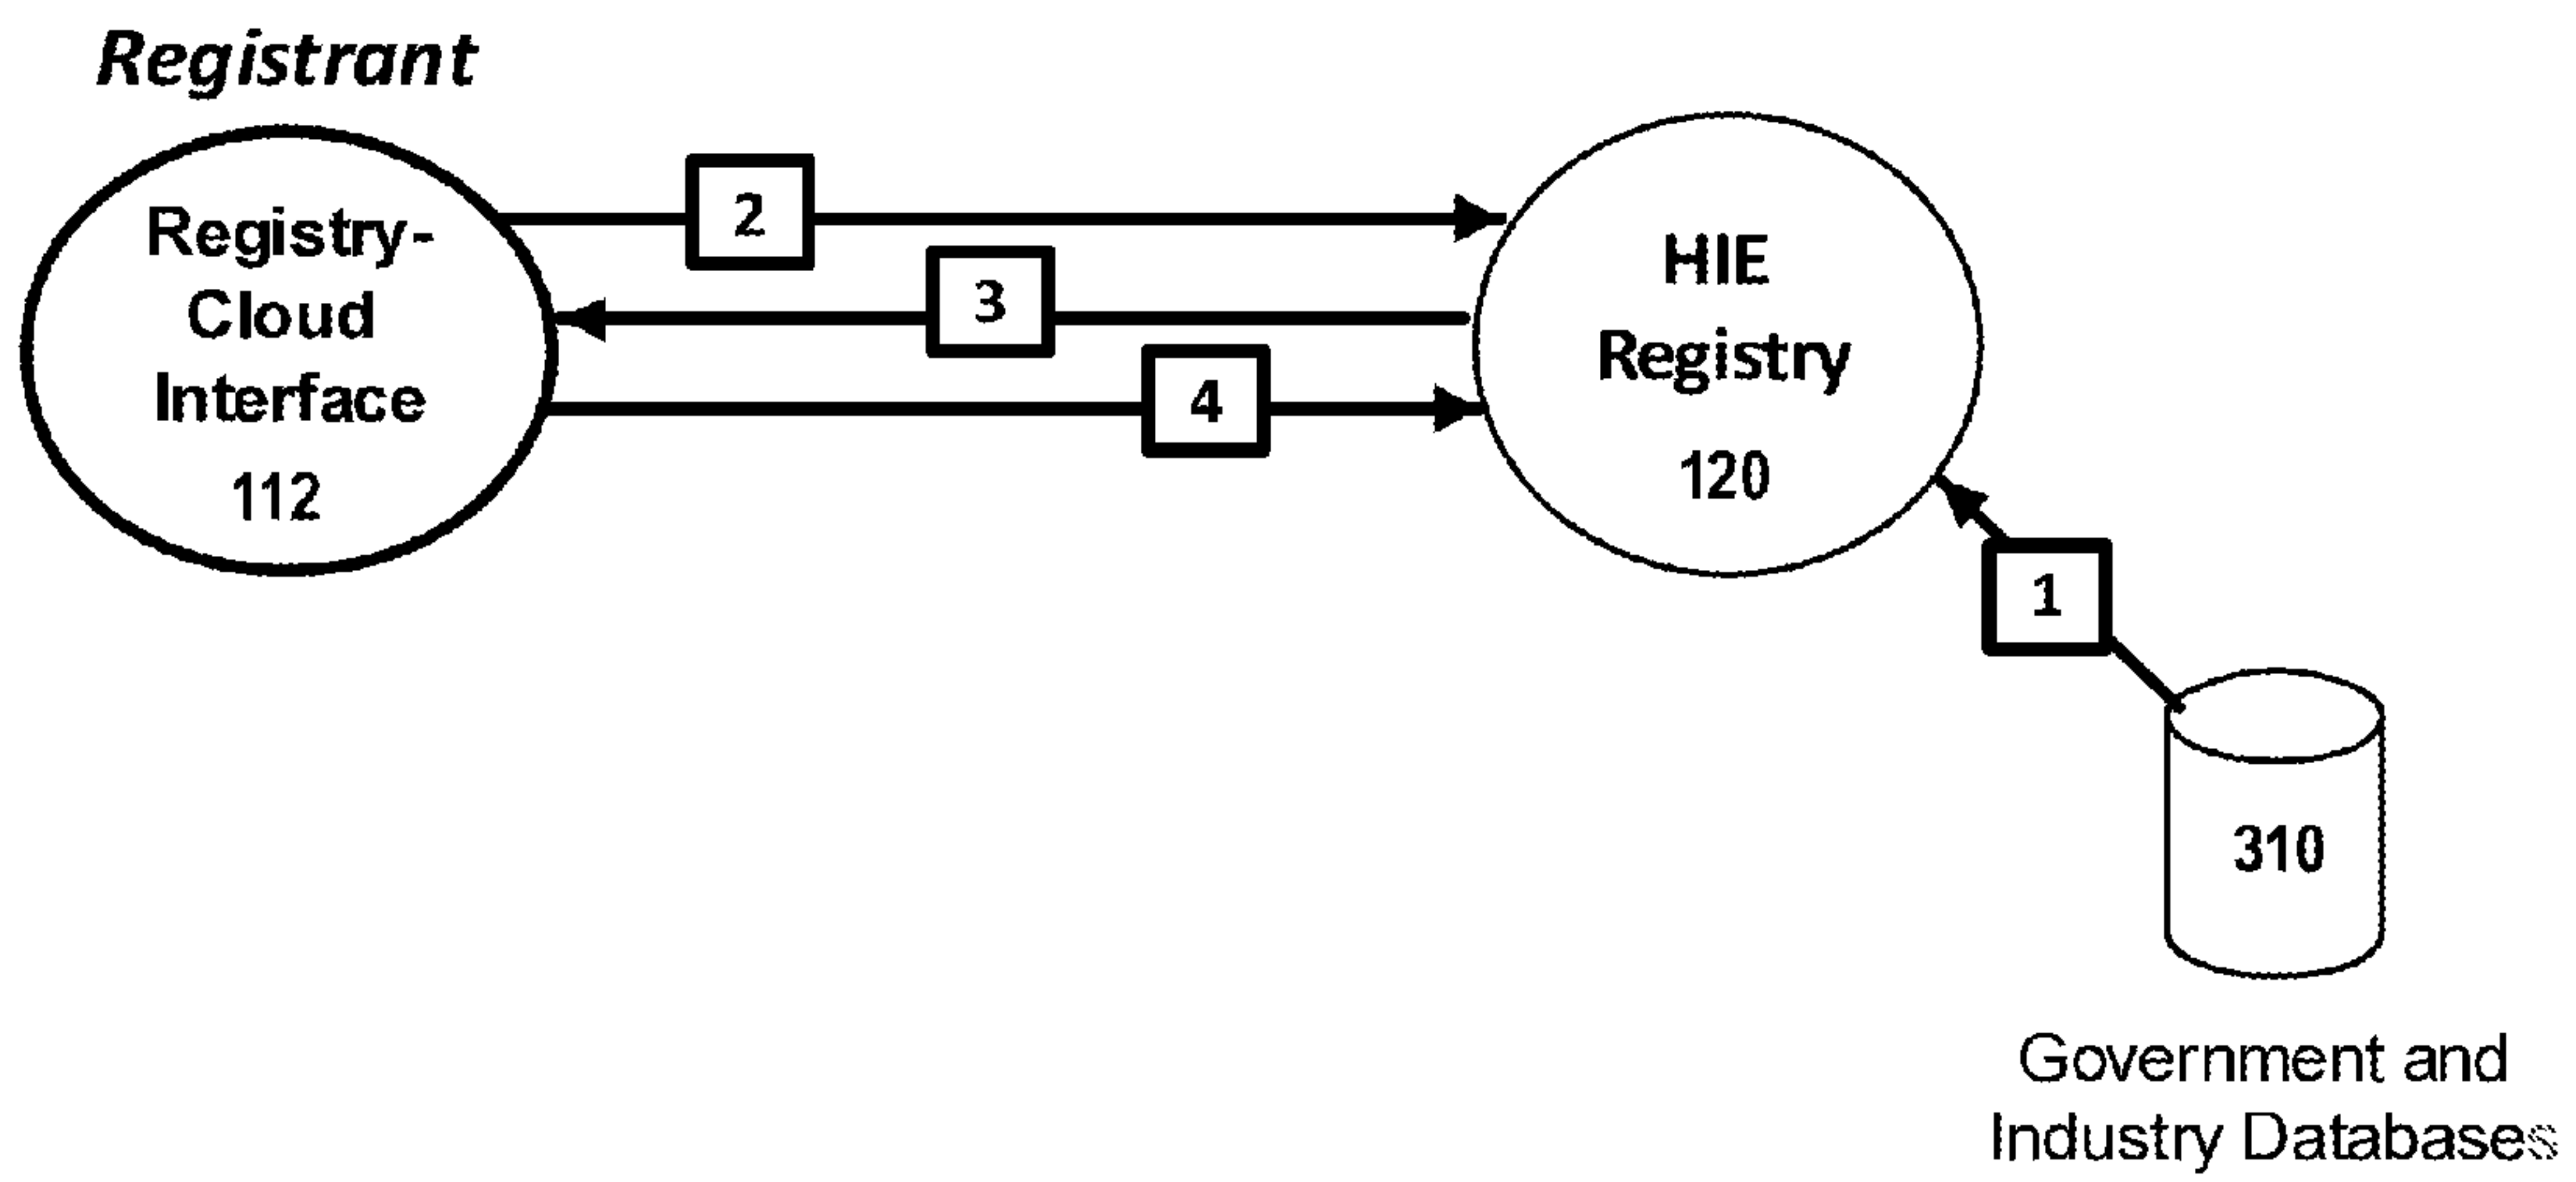 Registrant
Registry-
Cloud
Interface
112
2
3
4
HIE
Registry
120
1
310
Government and
Industry Databases